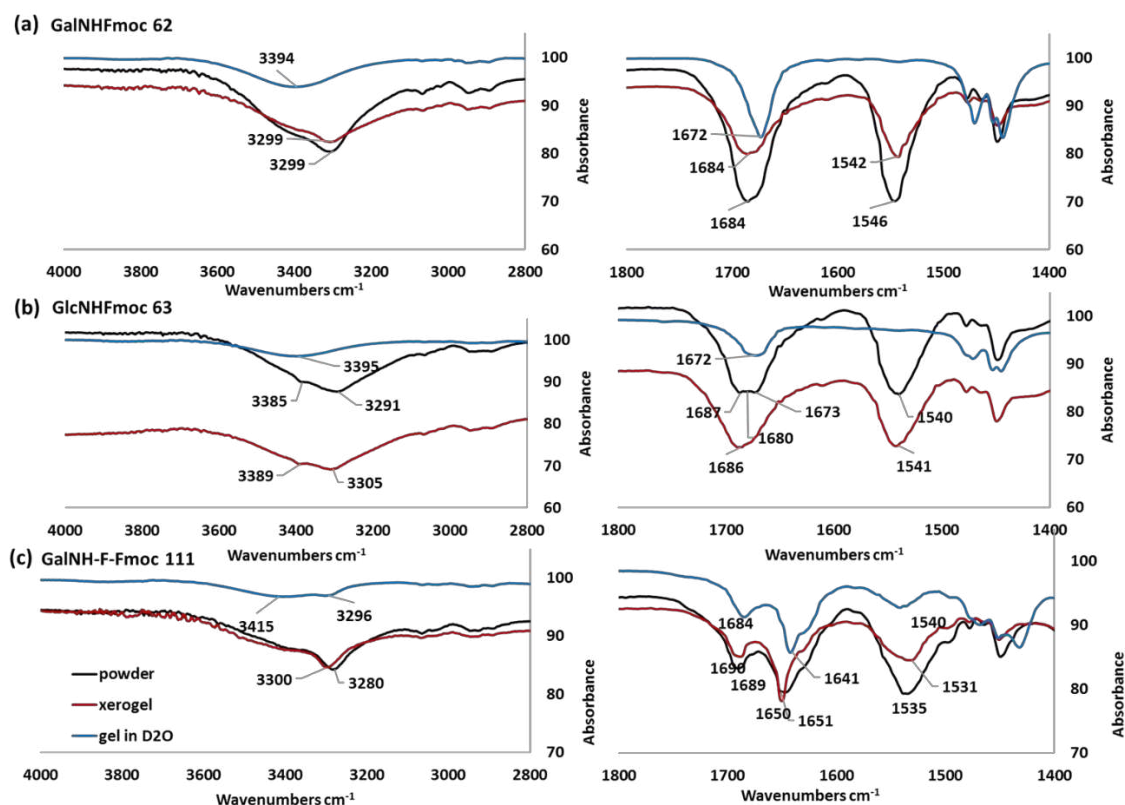 (a) GalNHFmoc 62
3394
3299
3299
100
90
80
70
60
Absorbance
4000 3800 3600 3400 3200 3000 2800
Wavenumbers cm-1
1672
1684
1684
1542
1546
100
90
80
70
60
Absorbance
1800 1700 1600 1500 1400
Wavenumbers cm-1
(b) GlcNHFmoc 63
3395
3385
3291
3389
3305
100
90
80
70
60
Absorbance
4000 3800 3600 3400 3200 3000 2800
Wavenumbers cm-1
1672
1687
1673
1680
1686
1540
1541
100
90
80
70
60
Absorbance
1800 1700 1600 1500 1400
Wavenumbers cm-1
(c) GalNH-F-Fmoc 111
3415
3296
3300
3280
powder
xerogel
gel in D2O
100
90
80
70
Absorbance
4000 3800 3600 3400 3200 3000 2800
Wavenumbers cm-1
1684
1690
1689
1641
1650
1651
1540
1531
1535
100
90
80
70
Absorbance
1800 1700 1600 1500 1400
Wavenumbers cm-1